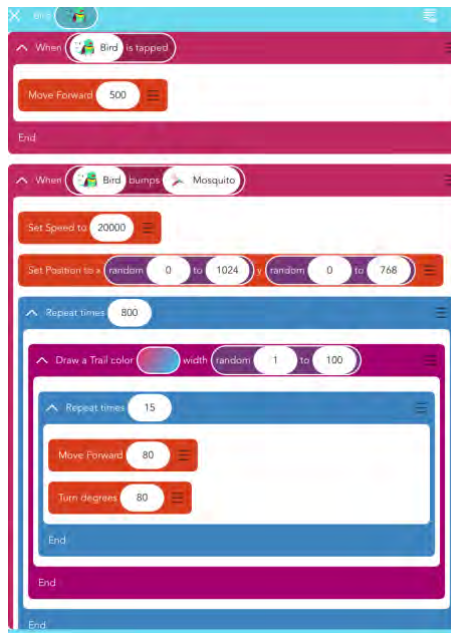 Bird
When Bird is tapped
Move Forward 500
End
When Bird bumps Mosquito
Set Speed to 20000
Set Position to x random 0 to 1024 y random 0 to 768
Repeat times 800
Draw a Trail color width random 1 to 100
Repeat times 15
Move Forward 80
Turn degrees 80
End
End
End